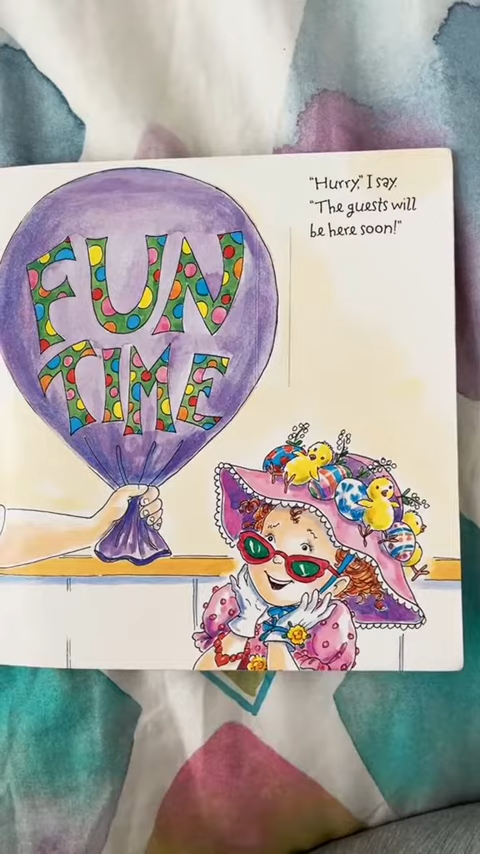 FUN
TIME
"Hurry," I say.
"The guests will
be here soon!"